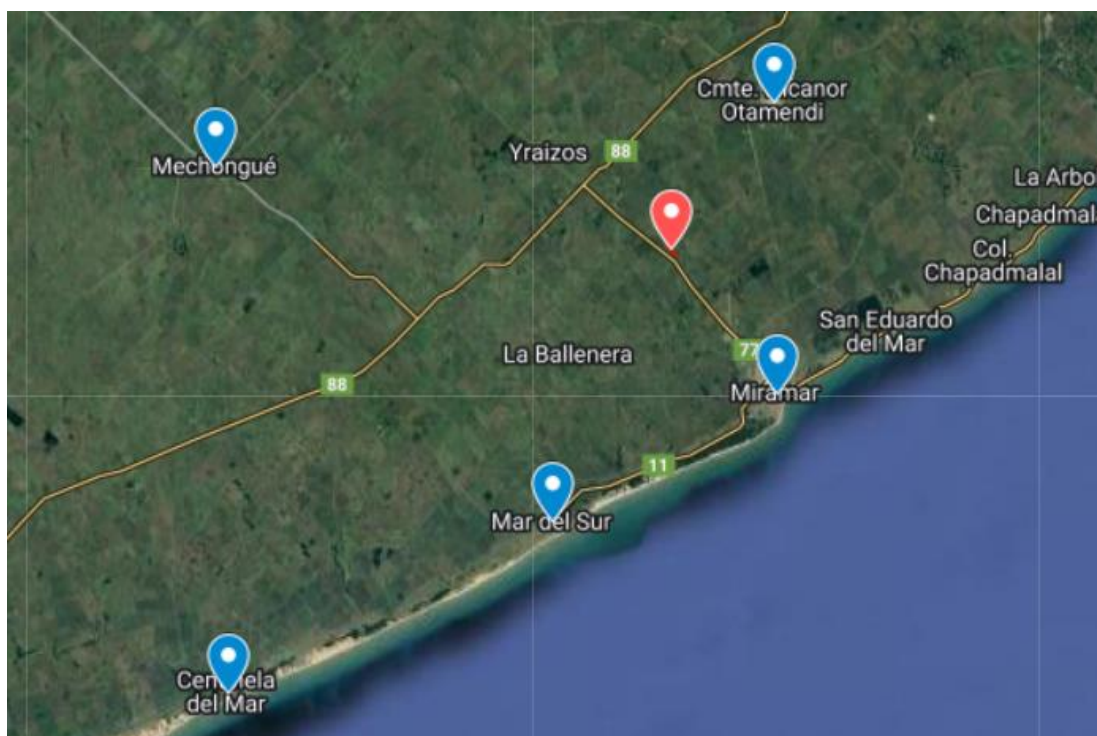 Cmte.
Otamendi
Yraizos
88
Mechongué
La Arbo
Chapadmala
Col.
Chapadmalal
San Eduardo
del Mar
La Ballenera
77
88
Miramar
11
Mar del Sur
del Mar